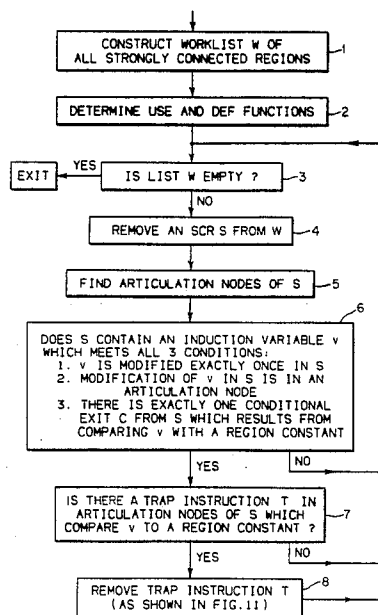 CONSTRUCT WORKLIST W OF
ALL STRONGLY CONNECTED REGIONS
1
DETERMINE USE AND DEF FUNCTIONS
2
EXIT
YES
IS LIST W EMPTY ?
3
NO
REMOVE AN SCR S FROM W
4
FIND ARTICULATION NODES OF S
5
6
DOES S CONTAIN AN INDUCTION VARIABLE v
WHICH MEETS ALL 3 CONDITIONS:
1. v IS MODIFIED EXACTLY ONCE IN S
2. MODIFICATION OF v IN S IS IN AN
ARTICULATION NODE
3. THERE IS EXACTLY ONE CONDITIONAL
EXIT C FROM S WHICH RESULTS FROM
COMPARING v WITH A REGION CONSTANT
YES
NO
IS THERE A TRAP INSTRUCTION T IN
ARTICULATION NODES OF S WHICH
COMPARE v TO A REGION CONSTANT ?
7
YES
NO
8
REMOVE TRAP INSTRUCTION T
(AS SHOWN IN FIG.11)